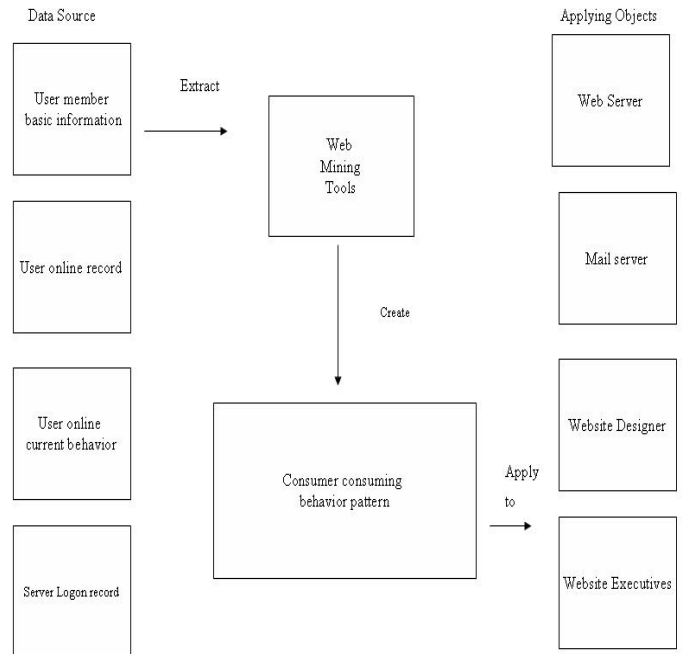 Data Source
Applying Objects
User member
basic information
Extract
Web
Mining
Tools
Web Server
User online record
Mail server
Create
User online
current behavior
Website Designer
Consumer consuming
behavior pattern
Apply
to
Server Logon record
Website Executives